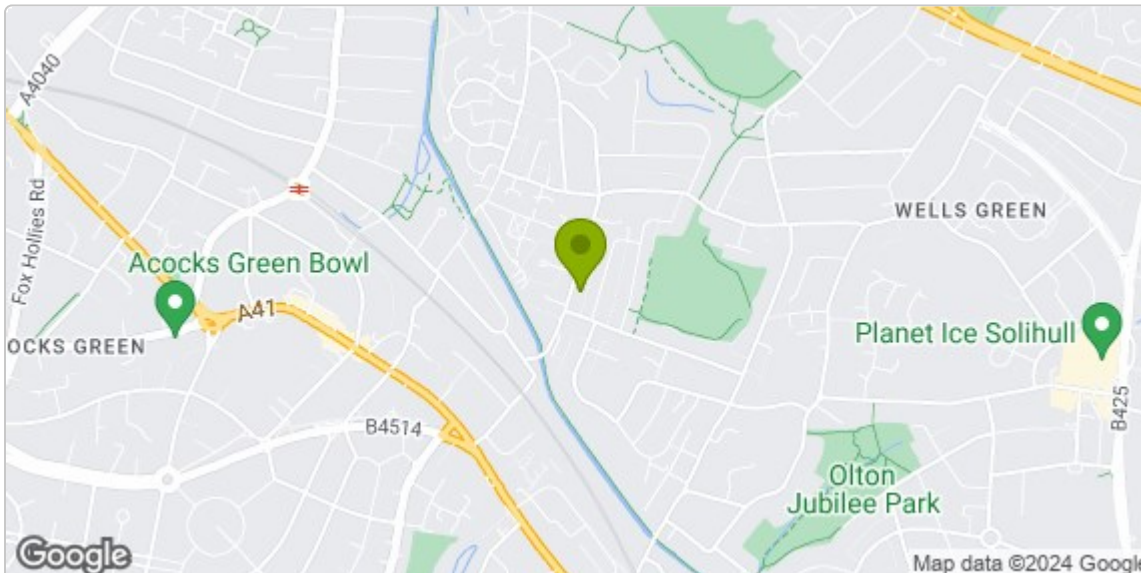 A4040
Fox Hollies Rd
Acocks Green Bowl
A41
OCKS GREEN
B4514
WELLS GREEN
Planet Ice Solihull
B425
Olton
Jubilee Park
Google
Map data ©2024 Google